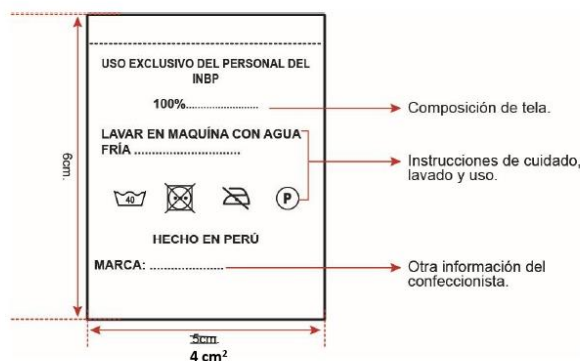 USO EXCLUSIVO DEL PERSONAL DEL
INBP
100%........................
Composición de tela.
LAVAR EN MAQUÍNA CON AGUA
FRÍA ................................
Instrucciones de cuidado,
lavado y uso.
40
P
HECHO EN PERÚ
MARCA: .......................
Otra información del
confeccionista.
6cm.
5cm.
4 cm²